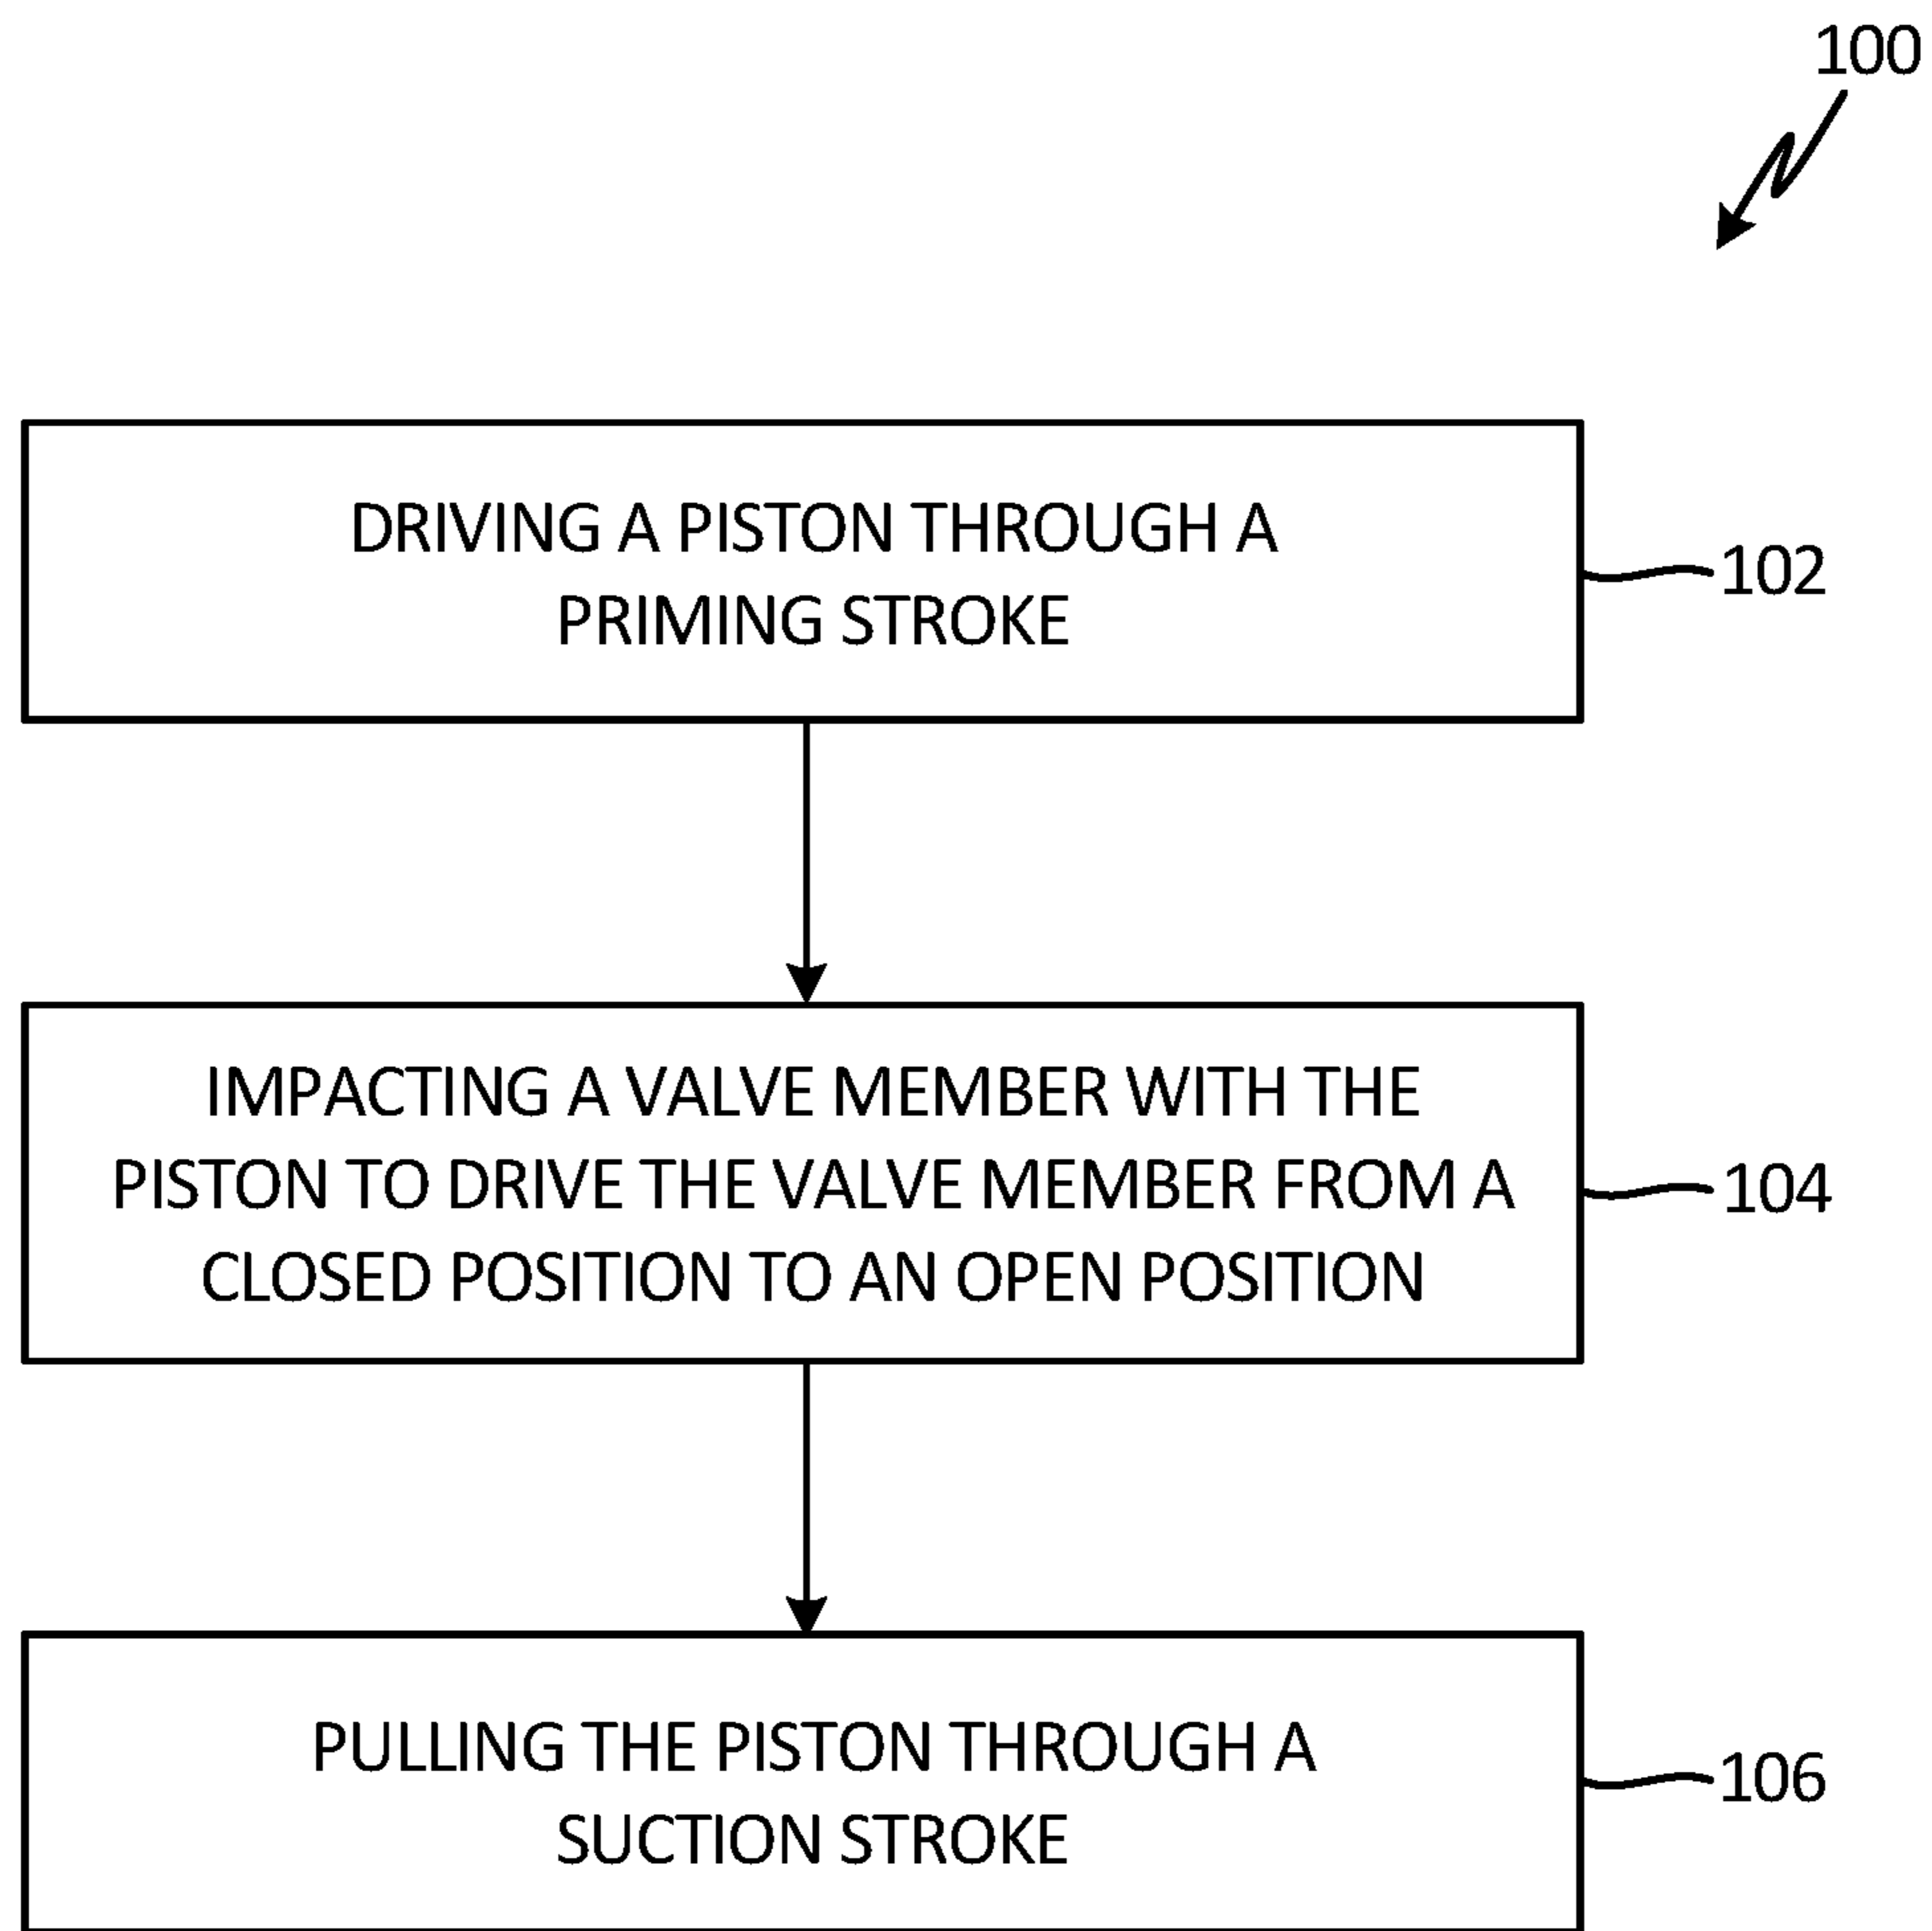 100
DRIVING A PISTON THROUGH A
PRIMING STROKE
102
IMPACTING A VALVE MEMBER WITH THE
PISTON TO DRIVE THE VALVE MEMBER FROM A
CLOSED POSITION TO AN OPEN POSITION
104
PULLING THE PISTON THROUGH A
SUCTION STROKE
106